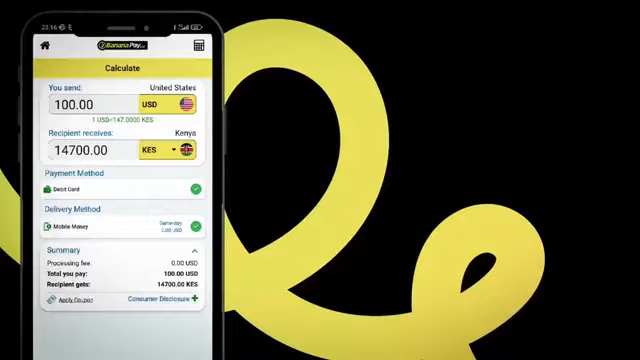 23:16
BananaPay
Calculate
You send: United States
100.00 USD
1 USD=147.0000 KES
Recipient receives: Kenya
14700.00 KES
Payment Method
Debit Card
Delivery Method
Mobile Money Same-day
0.00 USD
Summary
Processing fee: 0.00 USD
Total you pay: 100.00 USD
Recipient gets: 14700.00 KES
Apply Coupon Consumer Disclosure +